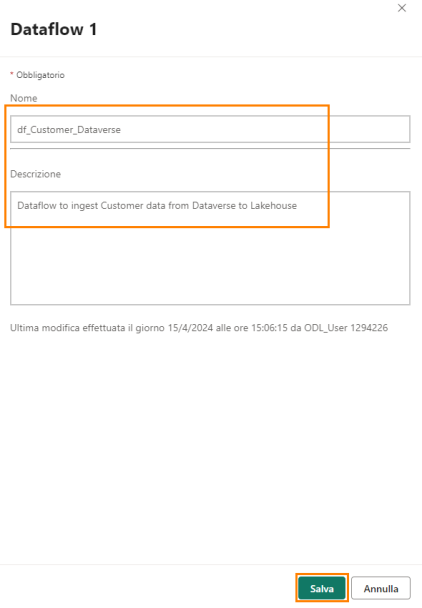 Dataflow 1
* Obbligatorio
Nome
df_Customer_Dataverse
Descrizione
Dataflow to ingest Customer data from Dataverse to Lakehouse
Ultima modifica effettuata il giorno 15/4/2024 alle ore 15:06:15 da ODL_User 1294226
Salva Annulla